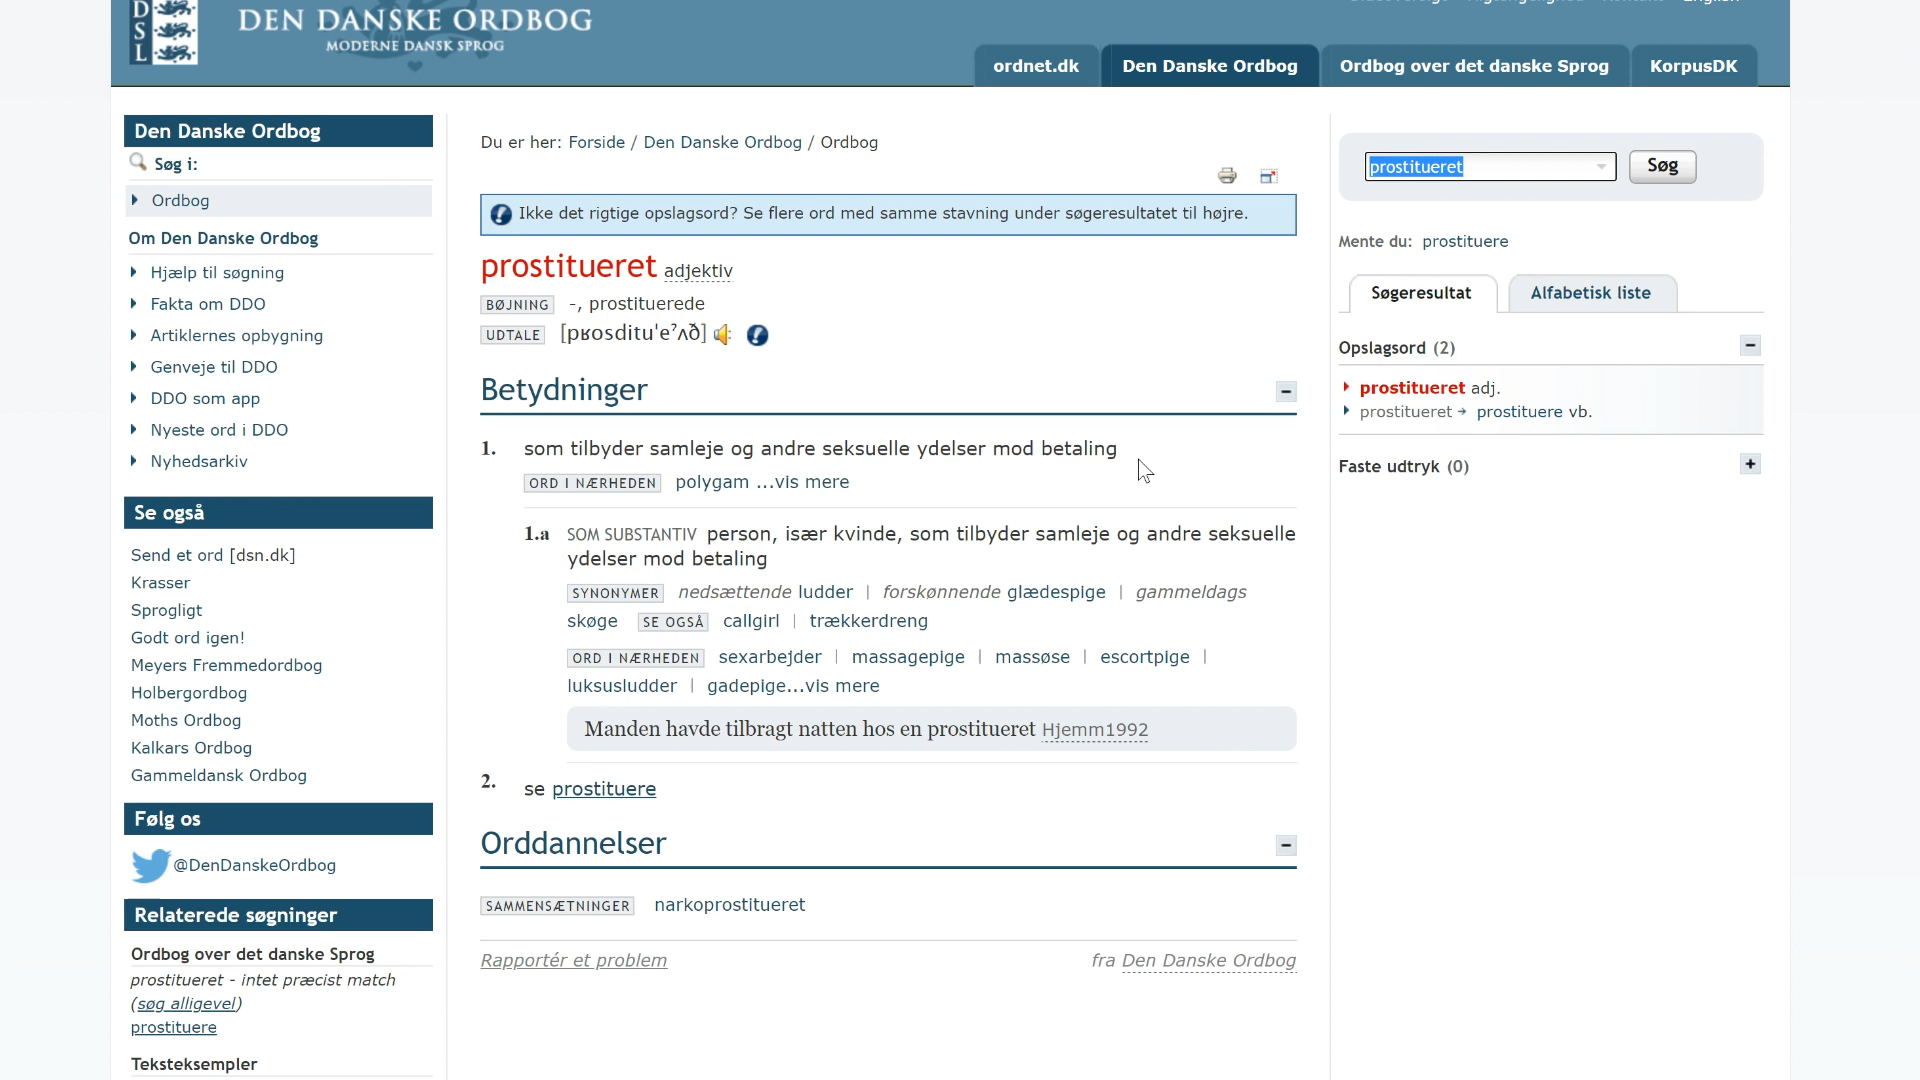 DSL
DEN DANSKE ORDBOG
MODERNE DANSK SPROG
English
ordnet.dk
Den Danske Ordbog
Ordbog over det danske Sprog
KorpusDK
Den Danske Ordbog
Søg i:
Ordbog
Om Den Danske Ordbog
Hjælp til søgning
Fakta om DDO
Artiklernes opbygning
Genveje til DDO
DDO som app
Nyeste ord i DDO
Nyhedsarkiv
Se også
Send et ord [dsn.dk]
Krasser
Sprogligt
Godt ord igen!
Meyers Fremmedordbog
Holbergordbog
Moths Ordbog
Kalkars Ordbog
Gammeldansk Ordbog
Følg os
@DenDanskeOrdbog
Relaterede søgninger
Ordbog over det danske Sprog
prostitueret - intet præcist match
(søg alligevel)
prostituere
Teksteksempler
Du er her: Forside / Den Danske Ordbog / Ordbog
Ikke det rigtige opslagsord? Se flere ord med samme stavning under søgeresultatet til højre.
prostitueret adjektiv
BØJNING -, prostituerede
UDTALE [pʁosdituˈeˀʌð]
Betydninger
1. som tilbyder samleje og andre seksuelle ydelser mod betaling
ORD I NÆRHEDEN polygam ...vis mere
1.a SOM SUBSTANTIV person, især kvinde, som tilbyder samleje og andre seksuelle
ydelser mod betaling
SYNONYMER nedsættende ludder | forskønnende glædespige | gammeldags
skøge SE OGSÅ callgirl | trækkerdreng
ORD I NÆRHEDEN sexarbejder | massagepige | massøse | escortpige |
luksusludder | gadepige...vis mere
Manden havde tilbragt natten hos en prostitueret Hjemm1992
2. se prostituere
Orddannelser
SAMMENSÆTNINGER narkoprostitueret
Rapportér et problem
fra Den Danske Ordbog
prostitueret
Søg
Mente du: prostituere
Søgeresultat
Alfabetisk liste
Opslagsord (2)
prostitueret adj.
prostitueret → prostituere vb.
Faste udtryk (0)